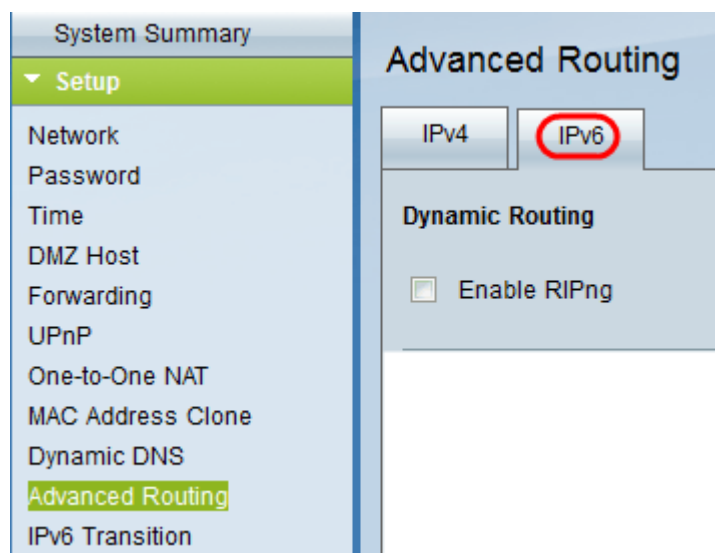 System Summary
Setup
Network
Password
Time
DMZ Host
Forwarding
UPnP
One-to-One NAT
MAC Address Clone
Dynamic DNS
Advanced Routing
IPv6 Transition
Advanced Routing
IPv4
IPv6
Dynamic Routing
Enable RIPng